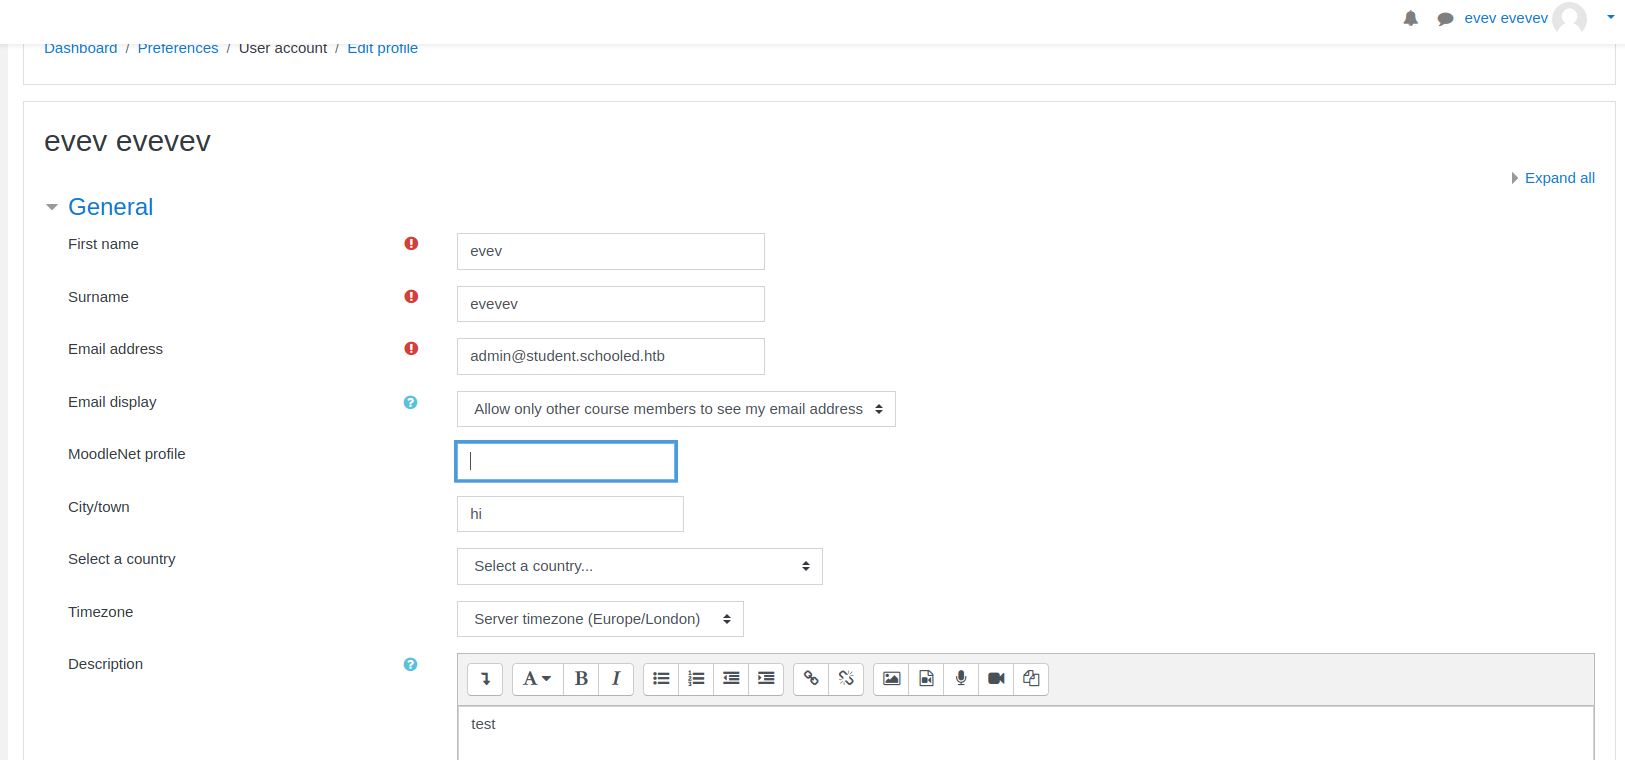 evev evevev
Dashboard / Preferences / User account / Edit profile
evev evevev
Expand all
General
First name
evev
Surname
evevev
Email address
admin@student.schooled.htb
Email display
Allow only other course members to see my email address
MoodleNet profile
City/town
hi
Select a country
Select a country...
Timezone
Server timezone (Europe/London)
Description
A B I
test